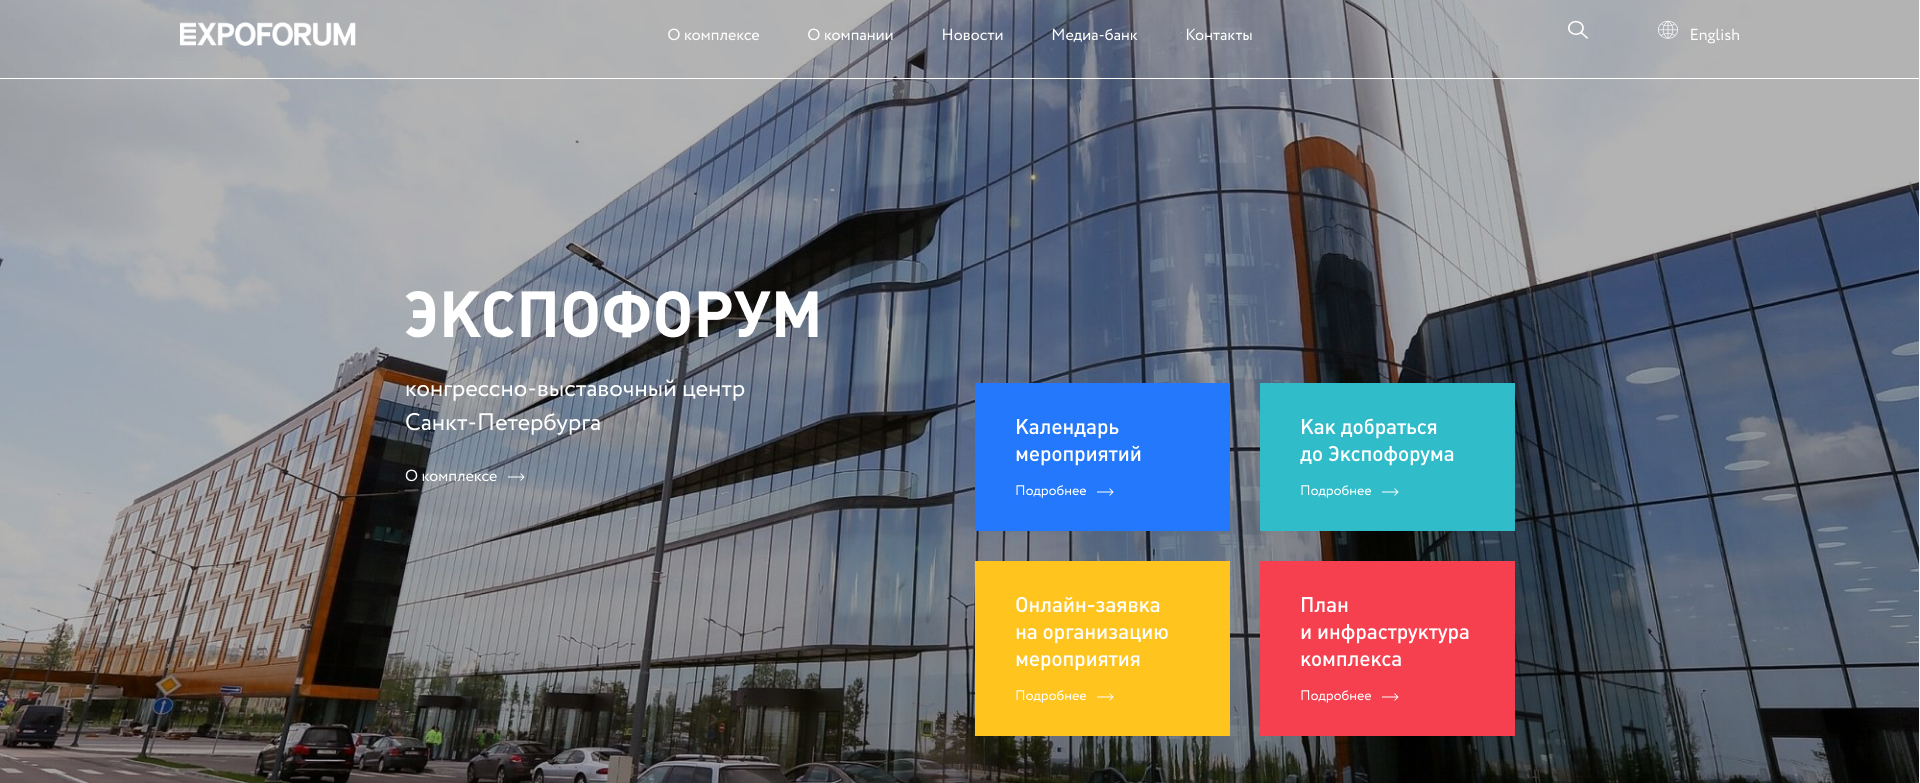 EXPOFORUM
О комплексе
О компании
Новости
Медиа-банк
Контакты
English
ЭКСПОФОРУМ
конгрессно-выставочный центр
Санкт-Петербурга
О комплексе
Календарь
мероприятий
Подробнее
Как добраться
до Экспофорума
Подробнее
Онлайн-заявка
на организацию
мероприятия
Подробнее
План
и инфраструктура
комплекса
Подробнее